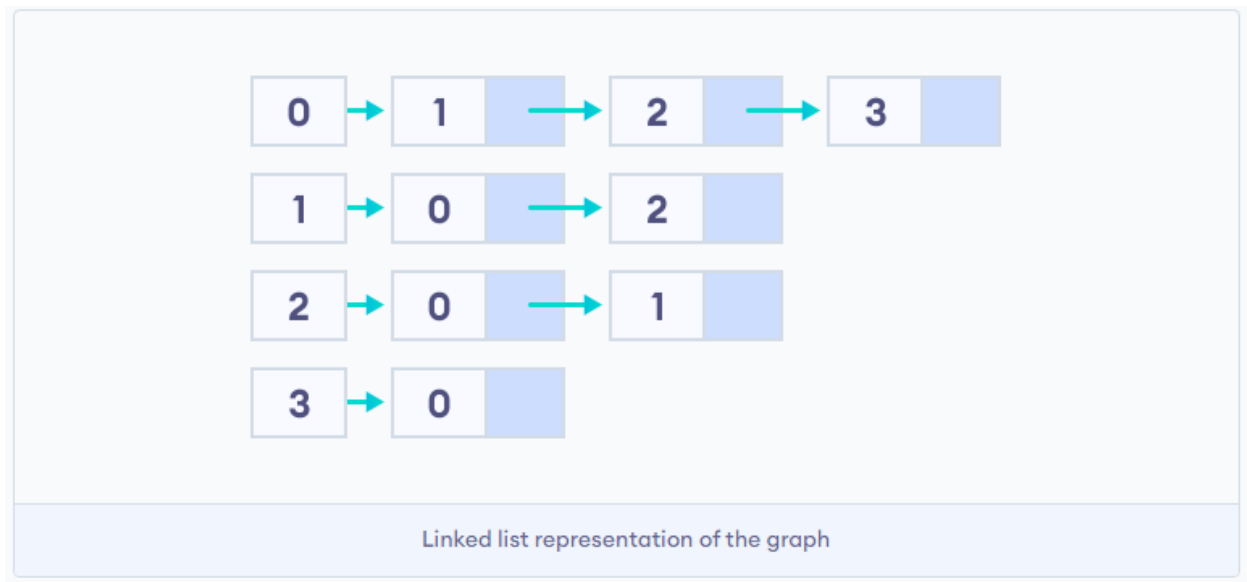 0 1 2 3
1 0 2
2 0 1
3 0
Linked list representation of the graph